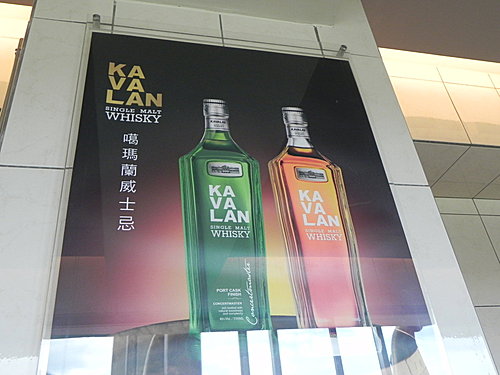 KA
VA
LAN
SINGLE MALT
WHISKY
噶瑪蘭威士忌
KA
VA
LAN
SINGLE MALT
WHISKY
PORT CASK
FINISH
CONCERTMASTER
Concertmaster
KA
VA
LAN
SINGLE MALT
WHISKY